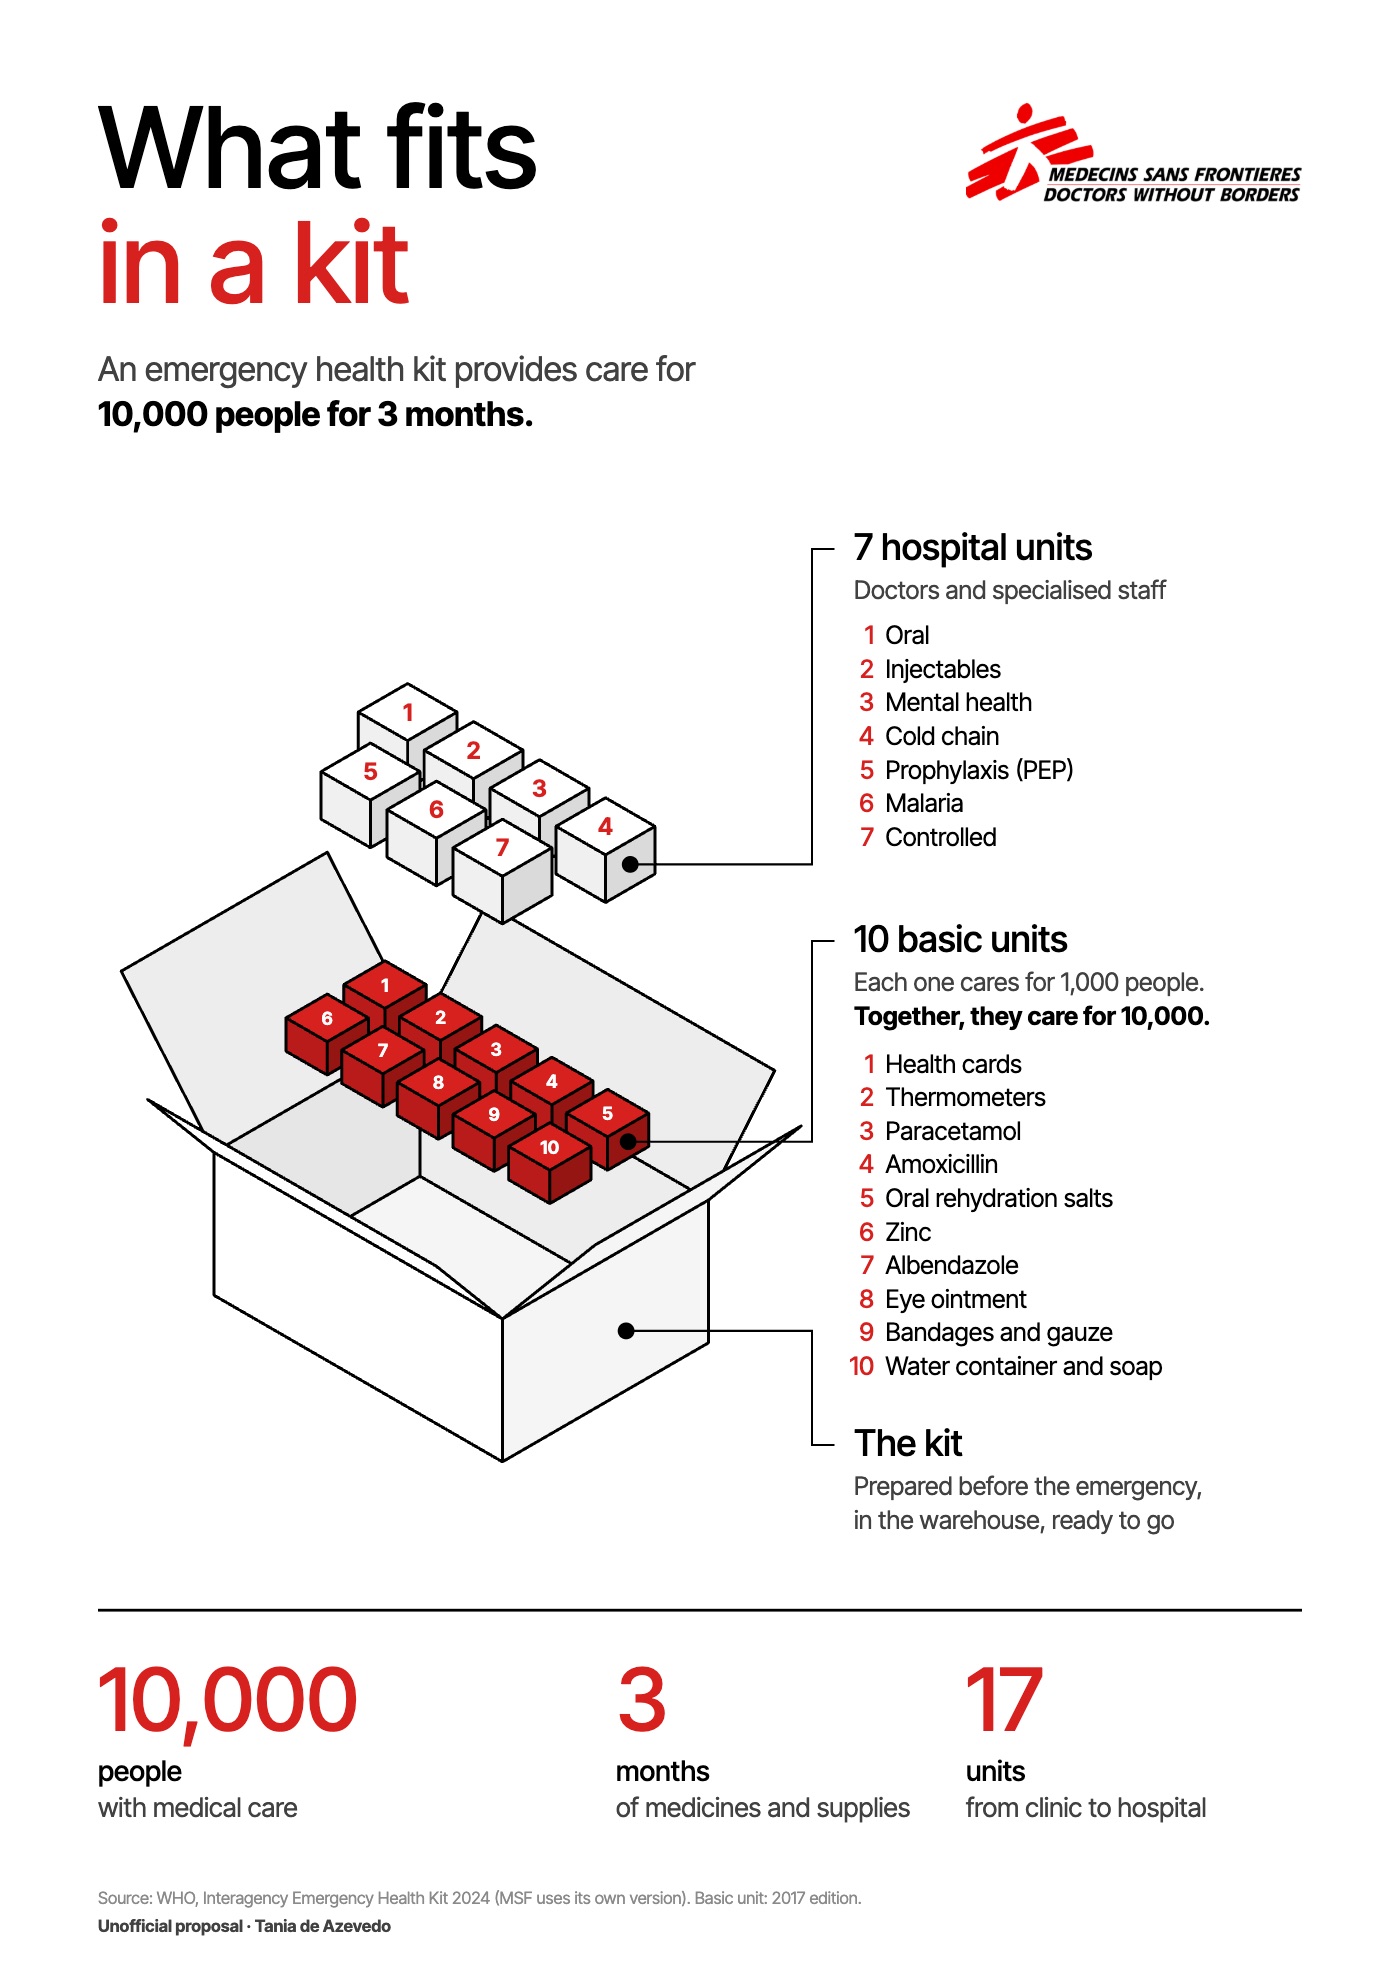 What fits
in a kit
MEDECINS SANS FRONTIERES
DOCTORS WITHOUT BORDERS
An emergency health kit provides care for
10,000 people for 3 months.
7 hospital units
Doctors and specialised staff
1 Oral
2 Injectables
3 Mental health
4 Cold chain
5 Prophylaxis (PEP)
6 Malaria
7 Controlled
1
2
3
4
5
6
7
10 basic units
Each one cares for 1,000 people.
Together, they care for 10,000.
1 Health cards
2 Thermometers
3 Paracetamol
4 Amoxicillin
5 Oral rehydration salts
6 Zinc
7 Albendazole
8 Eye ointment
9 Bandages and gauze
10 Water container and soap
1
2
3
4
5
6
7
8
9
10
The kit
Prepared before the emergency,
in the warehouse, ready to go
10,000
people
with medical care
3
months
of medicines and supplies
17
units
from clinic to hospital
Source: WHO, Interagency Emergency Health Kit 2024 (MSF uses its own version). Basic unit: 2017 edition.
Unofficial proposal · Tania de Azevedo